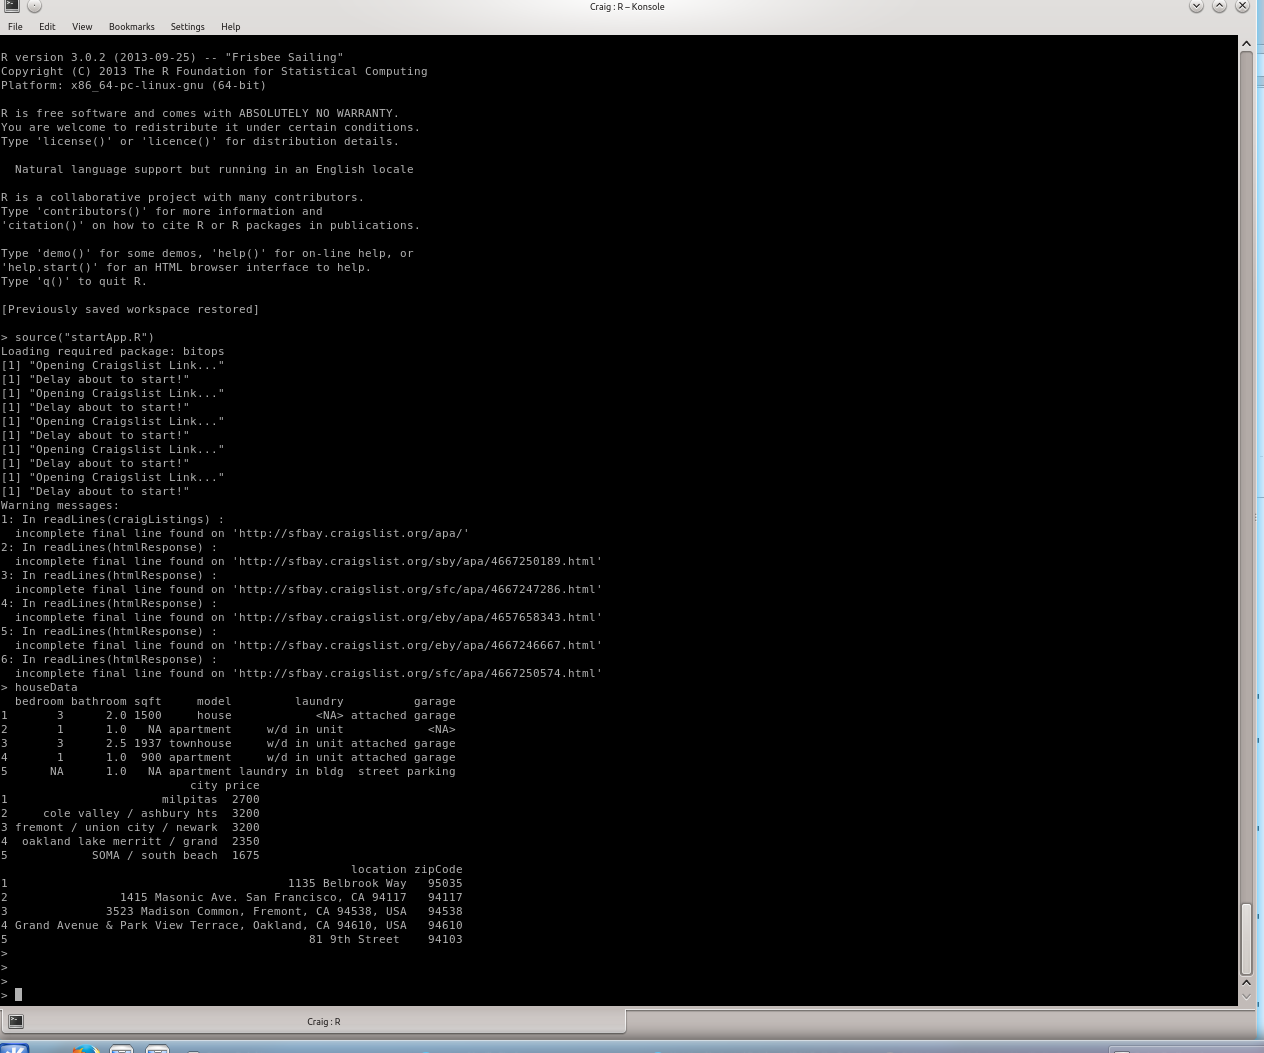 Craig : R – Konsole
File Edit View Bookmarks Settings Help
R version 3.0.2 (2013-09-25) -- "Frisbee Sailing"
Copyright (C) 2013 The R Foundation for Statistical Computing
Platform: x86_64-pc-linux-gnu (64-bit)
R is free software and comes with ABSOLUTELY NO WARRANTY.
You are welcome to redistribute it under certain conditions.
Type 'license()' or 'licence()' for distribution details.
  Natural language support but running in an English locale
R is a collaborative project with many contributors.
Type 'contributors()' for more information and
'citation()' on how to cite R or R packages in publications.
Type 'demo()' for some demos, 'help()' for on-line help, or
'help.start()' for an HTML browser interface to help.
Type 'q()' to quit R.
[Previously saved workspace restored]
> source("startApp.R")
Loading required package: bitops
[1] "Opening Craigslist Link..."
[1] "Delay about to start!"
[1] "Opening Craigslist Link..."
[1] "Delay about to start!"
[1] "Opening Craigslist Link..."
[1] "Delay about to start!"
[1] "Opening Craigslist Link..."
[1] "Delay about to start!"
[1] "Opening Craigslist Link..."
[1] "Delay about to start!"
Warning messages:
1: In readLines(craigListings) :
  incomplete final line found on 'http://sfbay.craigslist.org/apa/'
2: In readLines(htmlResponse) :
  incomplete final line found on 'http://sfbay.craigslist.org/sby/apa/4667250189.html'
3: In readLines(htmlResponse) :
  incomplete final line found on 'http://sfbay.craigslist.org/sfc/apa/4667247286.html'
4: In readLines(htmlResponse) :
  incomplete final line found on 'http://sfbay.craigslist.org/eby/apa/4657658343.html'
5: In readLines(htmlResponse) :
  incomplete final line found on 'http://sfbay.craigslist.org/eby/apa/4667246667.html'
6: In readLines(htmlResponse) :
  incomplete final line found on 'http://sfbay.craigslist.org/sfc/apa/4667250574.html'
> houseData
  bedroom bathroom sqft     model         laundry          garage
1       3      2.0 1500     house            <NA> attached garage
2       1      1.0   NA apartment     w/d in unit            <NA>
3       3      2.5 1937 townhouse     w/d in unit attached garage
4       1      1.0  900 apartment     w/d in unit attached garage
5      NA      1.0   NA apartment laundry in bldg  street parking
                           city price
1                      milpitas  2700
2     cole valley / ashbury hts  3200
3 fremont / union city / newark  3200
4  oakland lake merritt / grand  2350
5            SOMA / south beach  1675
                                                  location zipCode
1                                        1135 Belbrook Way   95035
2                1415 Masonic Ave. San Francisco, CA 94117   94117
3              3523 Madison Common, Fremont, CA 94538, USA   94538
4 Grand Avenue & Park View Terrace, Oakland, CA 94610, USA   94610
5                                           81 9th Street    94103
>
>
>
>
Craig : R